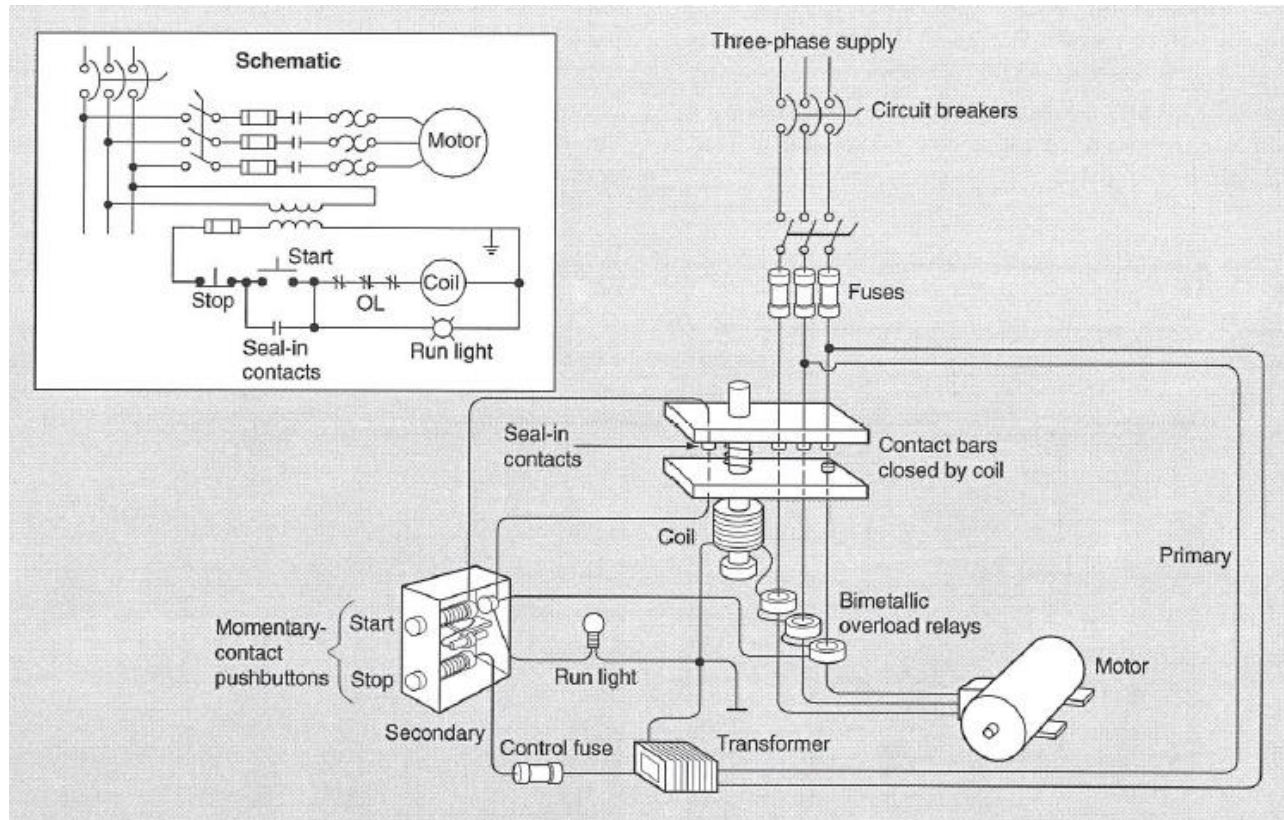 Schematic
Motor
Start
Stop
OL
Coil
Seal-in
contacts
Run light
Three-phase supply
Circuit breakers
Fuses
Seal-in
contacts
Contact bars
closed by coil
Coil
Primary
Bimetallic
overload relays
Momentary-
contact
pushbuttons
Start
Stop
Run light
Motor
Secondary
Control fuse
Transformer